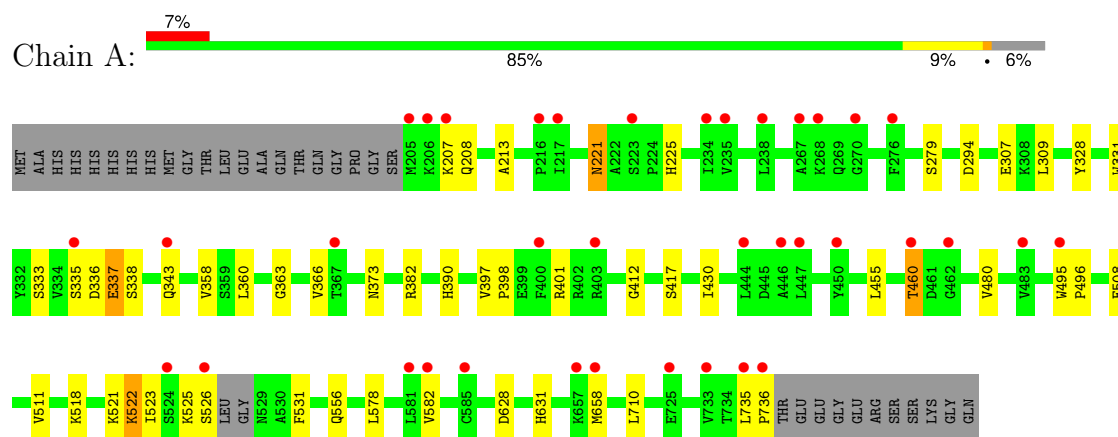 7%
Chain A:
85% 9% • 6%
MET ALA HIS HIS HIS HIS HIS HIS MET GLY THR LEU GLU ALA GLN THR GLN GLY PRO GLY SER M205 K206 K207 Q208 A213 P216 I217 N221 A222 S223 P224 H225 I234 V235 L238 A267 K268 Q269 G270 F276 S279 D294 E307 K308 L309 Y328 W331
Y332 S333 V334 S335 D336 E337 S338 Q343 V358 S359 L360 G363 V366 T367 N373 R382 H390 V397 P398 E399 F400 R401 R402 R403 G412 S417 I430 L444 D445 A446 L447 Y450 L455 T460 D461 G462 V480 V483 W495 P496
V511 K518 K521 K522 I523 S524 K525 S526 LEU GLY N529 A530 F531 Q556 L578 L581 V582 C585 D628 H631 K657 M658 L710 E725 V733 T734 L735 P736 THR GLU GLU GLY GLU ARG SER SER LYS GLY GLN